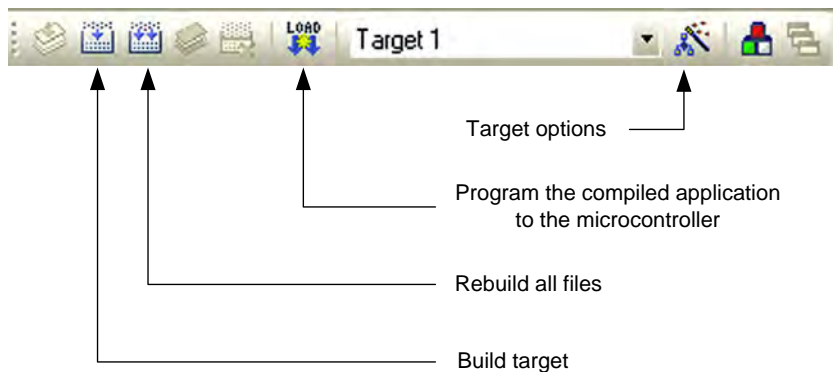 LOAD
Target 1
Target options
Program the compiled application
to the microcontroller
Rebuild all files
Build target